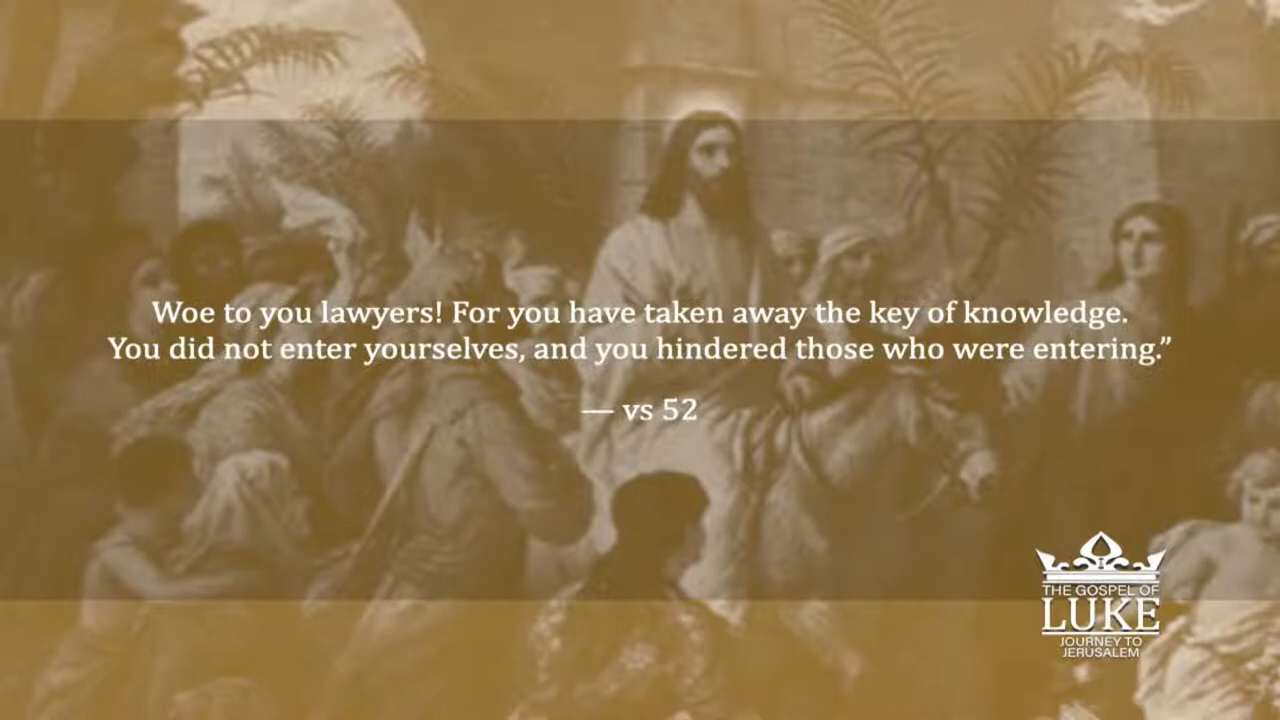 Woe to you lawyers! For you have taken away the key of knowledge.
You did not enter yourselves, and you hindered those who were entering.”
— vs 52
THE GOSPEL OF
LUKE
JOURNEY TO
JERUSALEM